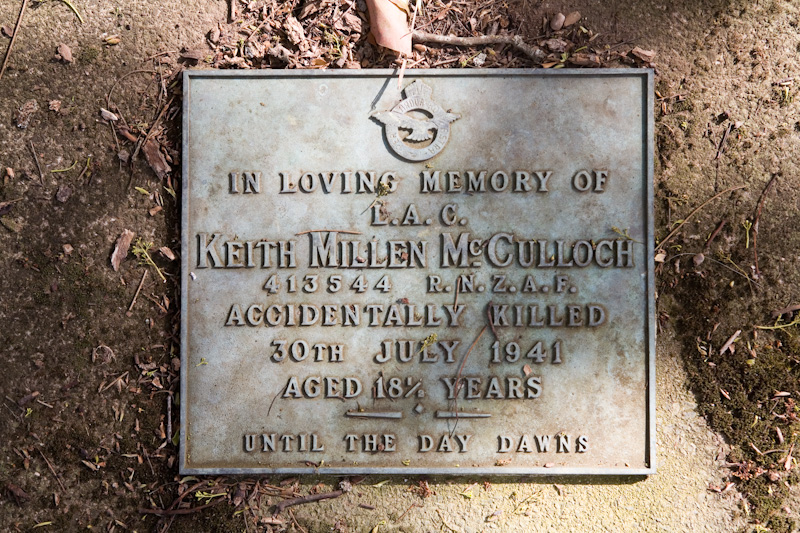 IN LOVING MEMORY OF
L.A.C.
KEITH MILLEN McCULLOCH
413544 R.N.Z.A.F.
ACCIDENTALLY KILLED
30TH JULY 1941
AGED 18½ YEARS
UNTIL THE DAY DAWNS